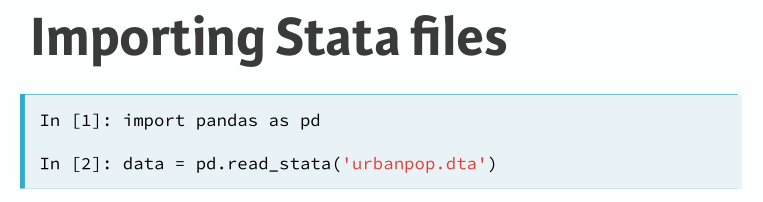 Importing Stata files
In [1]: import pandas as pd
In [2]: data = pd.read_stata('urbanpop.dta')